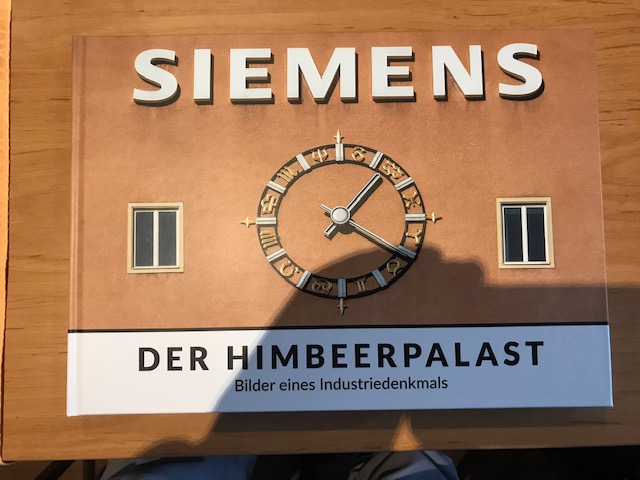 SIEMENS
DER HIMBEERPALAST
Bilder eines Industriedenkmals